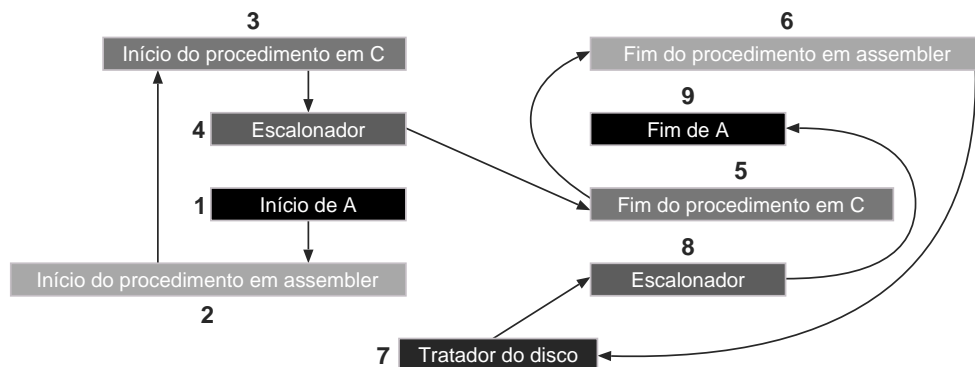 3
Início do procedimento em C
4
Escalonador
1
Início de A
Início do procedimento em assembler
2
6
Fim do procedimento em assembler
9
Fim de A
5
Fim do procedimento em C
8
Escalonador
7
Tratador do disco